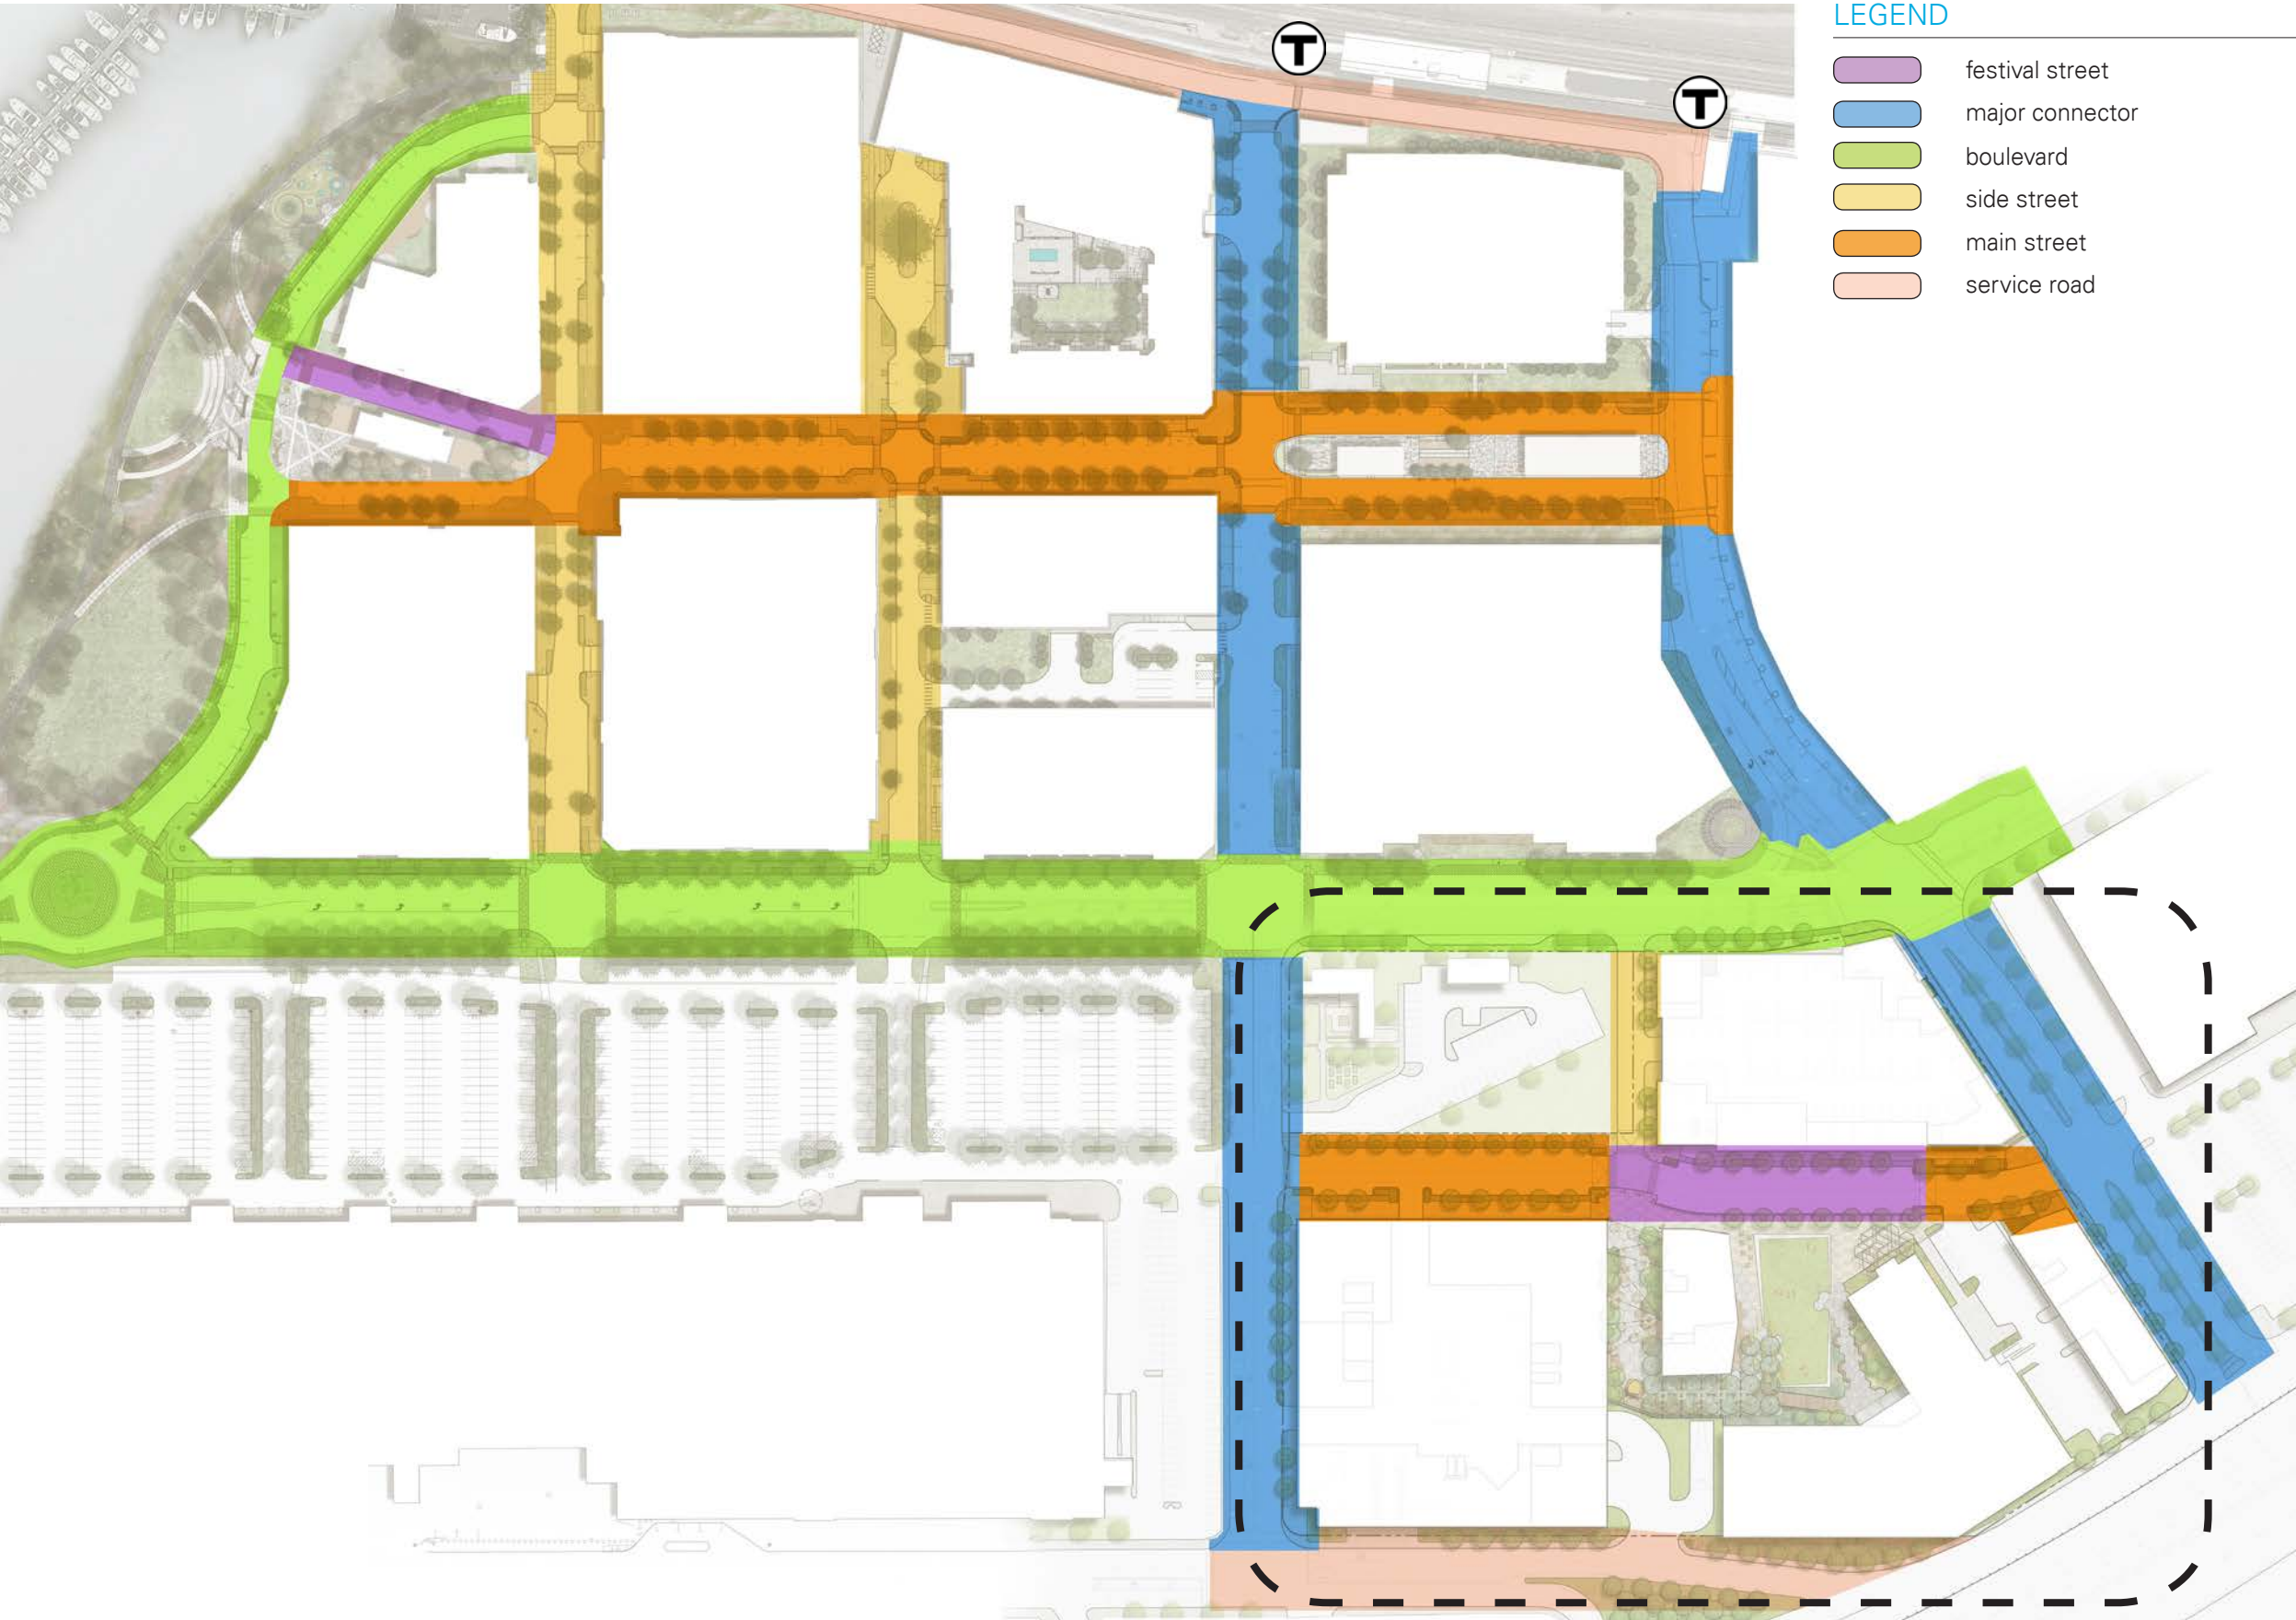 LEGEND
T
T
festival street
major connector
boulevard
side street
main street
service road